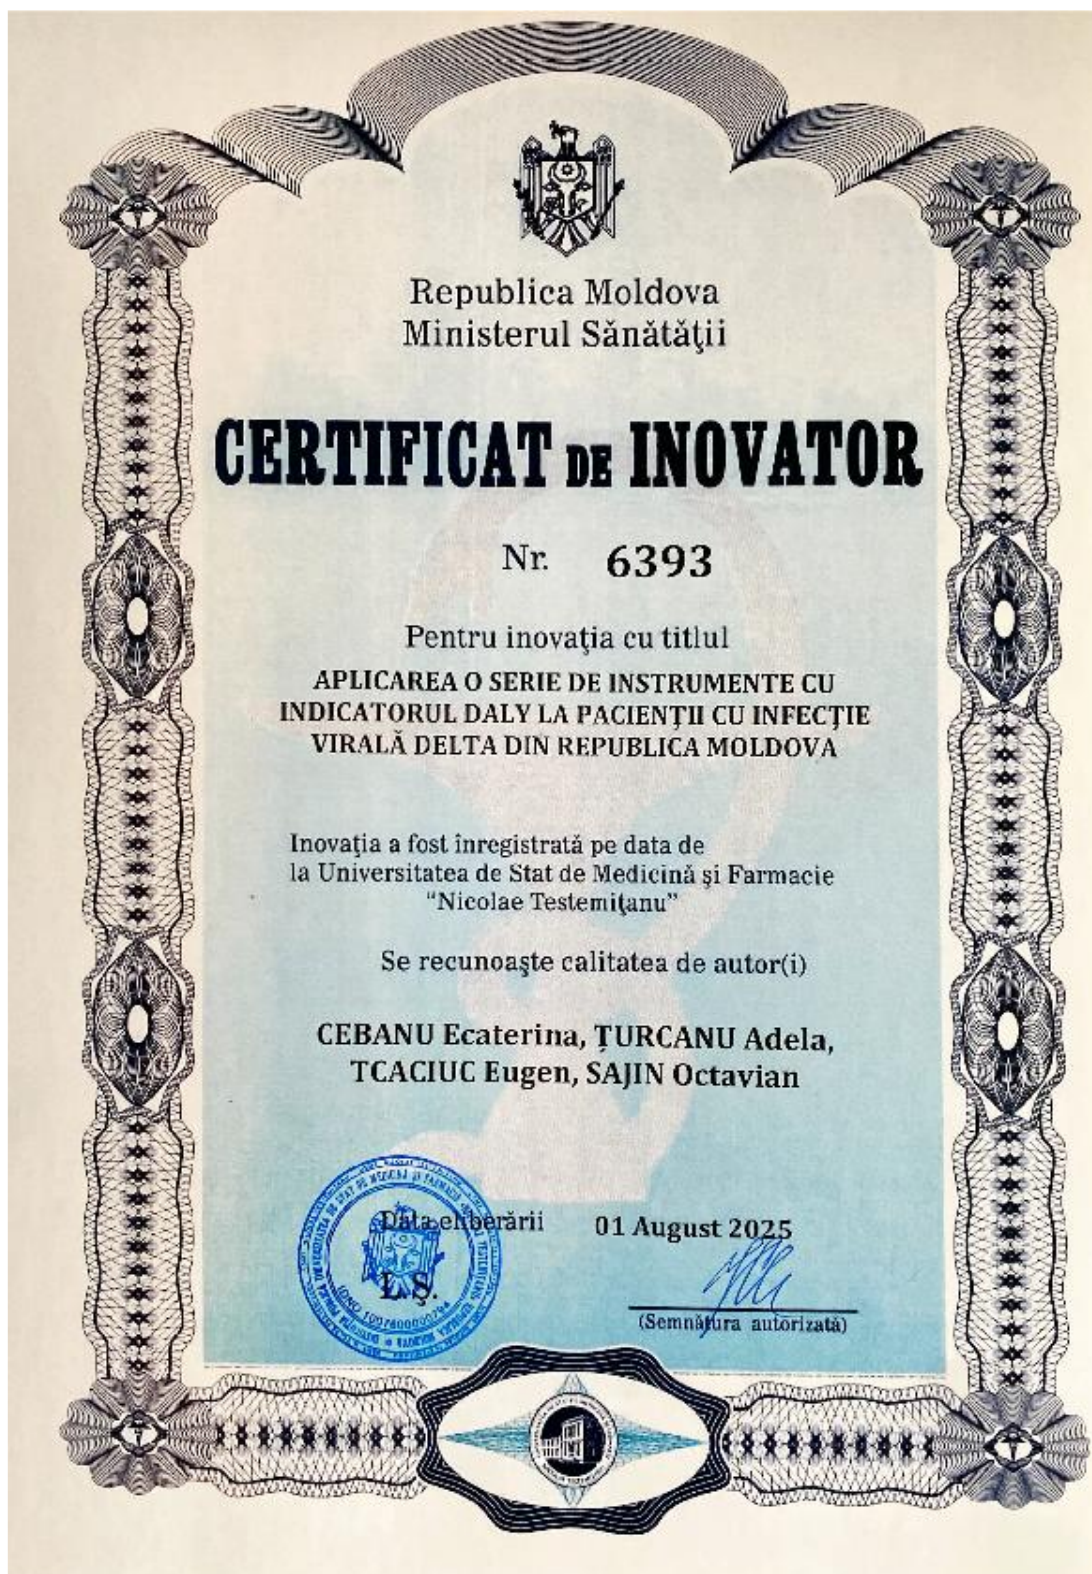 Republica Moldova
Ministerul Sănătăţii
CERTIFICAT DE INOVATOR
Nr. 6393
Pentru inovaţia cu titlul
APLICAREA O SERIE DE INSTRUMENTE CU
INDICATORUL DALY LA PACIENŢII CU INFECŢIE
VIRALĂ DELTA DIN REPUBLICA MOLDOVA
Inovaţia a fost înregistrată pe data de
la Universitatea de Stat de Medicină şi Farmacie
“Nicolae Testemiţanu”
Se recunoaşte calitatea de autor(i)
CEBANU Ecaterina, ŢURCANU Adela,
TCACIUC Eugen, SAJIN Octavian
Data eliberării 01 August 2025
L.Ş.
(Semnătura autorizată)